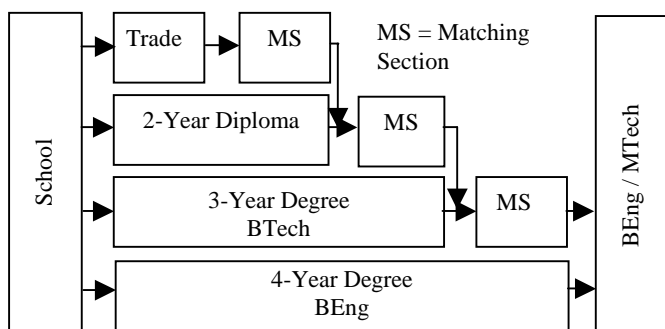 School
Trade
MS
MS = Matching
Section
2-Year Diploma
MS
3-Year Degree
BTech
MS
4-Year Degree
BEng
BEng / MTech